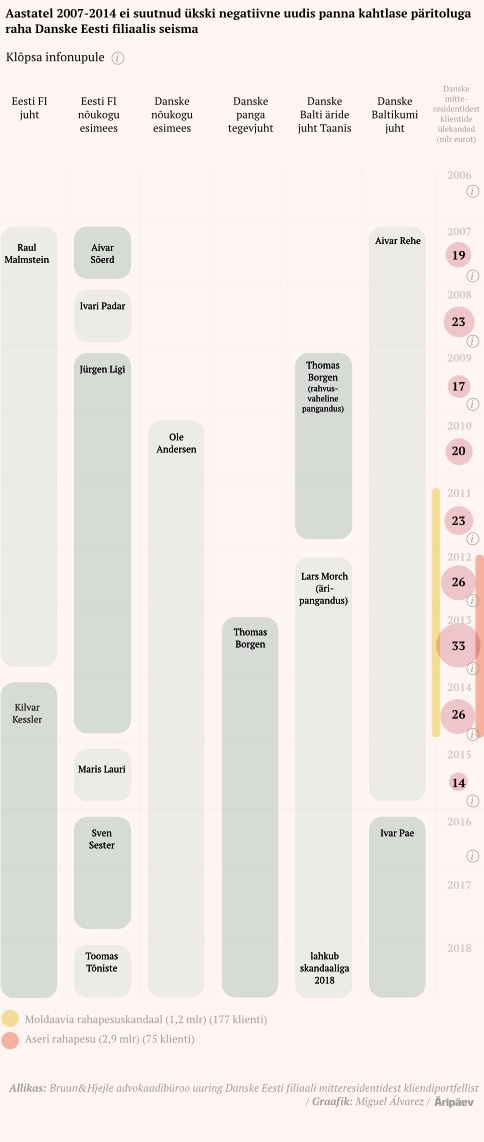 Aastatel 2007-2014 ei suutnud ükski negatiivne uudis panna kahtlase päritoluga
raha Danske Eesti filiaalis seisma
Klõpsa infonupule i
Eesti FI
juht
Eesti FI
nõukogu
esimees
Danske
nõukogu
esimees
Danske
panga
tegevjuht
Danske
Balti äride
juht Taanis
Danske
Baltikumi
juht
Danske
mitte-
residentidest
klientide
ülekanded
(mlr eurot)
2006
i
2007
Raul
Malmstein
Aivar
Sõerd
Aivar Rehe
19
i
2008
Ivari Padar
23
i
2009
Jürgen Ligi
Thomas
Borgen
(rahvus-
vaheline
pangandus)
17
i
2010
Ole
Andersen
20
2011
23
i
2012
Lars Morch
(äri-
pangandus)
26
i
2013
Thomas
Borgen
33
i
2014
Kilvar
Kessler
26
i
2015
Maris Lauri
14
i
2016
Sven
Sester
Ivar Pae
i
2017
2018
Toomas
Tõniste
lahkub
skandaaliga
2018
Moldaavia rahapesuskandaal (1,2 mlr) (177 klienti)
Aseri rahapesu (2,9 mlr) (75 klienti)
Allikas: Bruun&Hjejle advokaadibüroo uuring Danske Eesti filiaali mitteresidentidest kliendiportfellist
/ Graafik: Miguel Álvarez / Äripäev